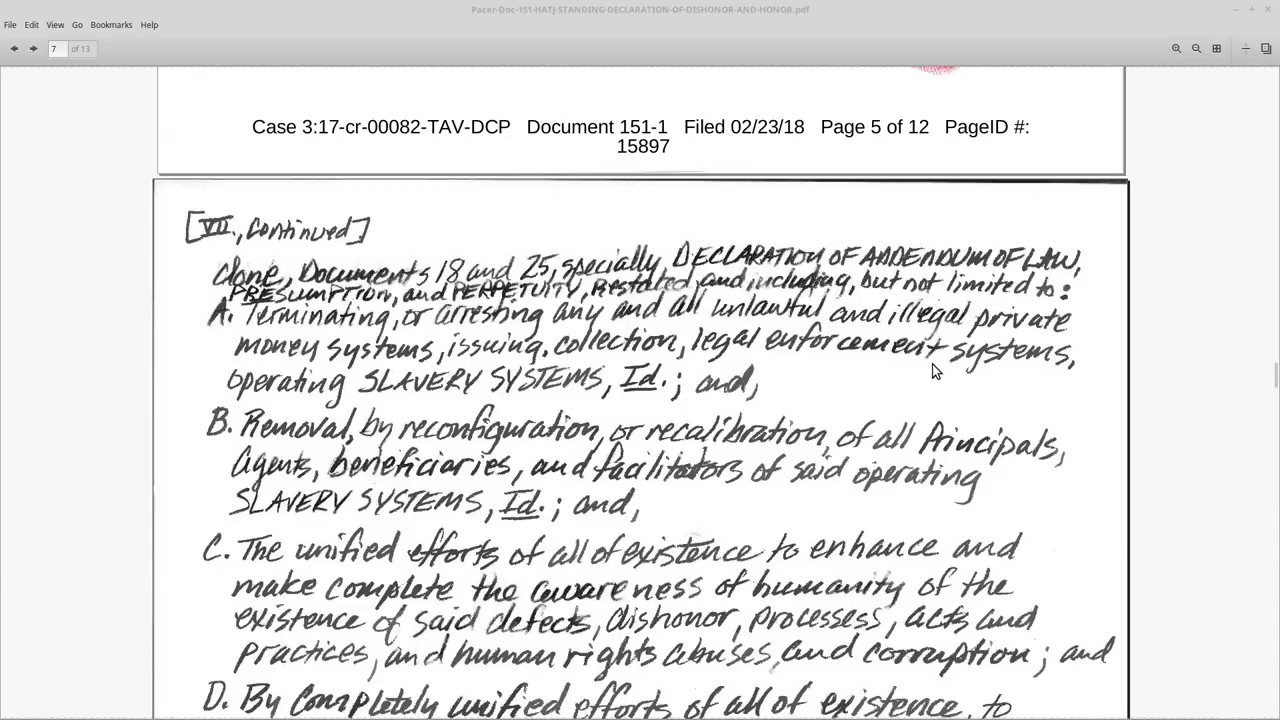 Pacer-Doc-151-HATJ-STANDING-DECLARATION-OF-DISHONOR-AND-HONOR.pdf
File Edit View Go Bookmarks Help
7 of 13
Case 3:17-cr-00082-TAV-DCP Document 151-1 Filed 02/23/18 Page 5 of 12 PageID #:
15897
[VII., Continued]
done, Documents 18 and 25, specially DECLARATION OF ADDENDUM OF LAW,
PRESUMPTION, and PERPETUITY, Restated, and including, but not limited to:
A. Terminating, or arresting any and all unlawful and illegal private
money systems, issuing, collection, legal enforcement systems,
operating SLAVERY SYSTEMS, Id.; and,
B. Removal, by reconfiguration, or recalibration, of all Principals,
Agents, beneficiaries, and facilitators of said operating
SLAVERY SYSTEMS, Id.; and,
C. The unified efforts of all of existence to enhance and
make complete the awareness of humanity of the
existence of said defects, dishonor, processess, acts and
practices, and human rights abuses, and corruption; and
D. By Completely unified efforts of all of existence, to